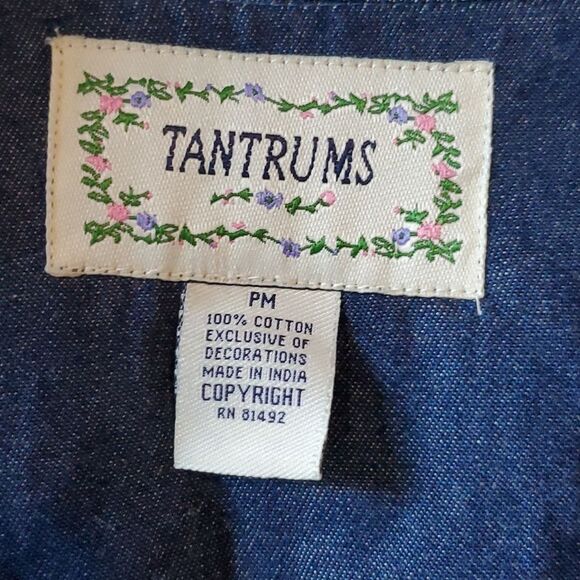 TANTRUMS
PM
100% COTTON
EXCLUSIVE OF
DECORATIONS
MADE IN INDIA
COPYRIGHT
RN 81492